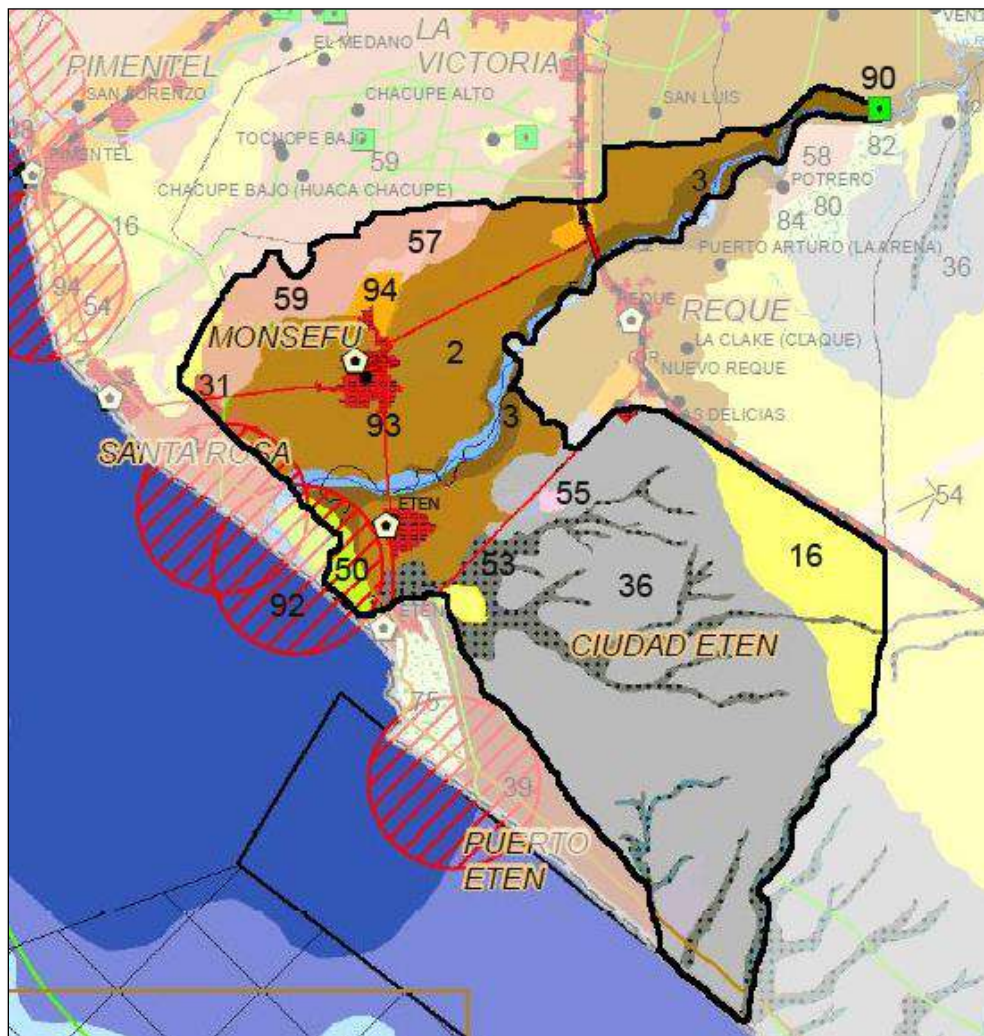 LA
VICTORIA
EL MEDANO
PIMENTEL
90
SAN LORENZO
CHACUPE ALTO
SAN LUIS
TOCNOPE BAJO
59
82
58
PIMENTEL
POTRERO
CHACUPE BAJO (HUACA CHACUPE)
3
84
80
16
57
PUERTO ARTURO (LA ARENA)
36
94
54
59
94
REQUE
REQUE
MONSEFU
2
LA CLAKE (CLAQUE)
31
NUEVO REQUE
93
3
LAS DELICIAS
SANTA ROSA
55
54
ETEN
50
53
36
16
92
ETEN
CIUDAD ETEN
75
39
PUERTO
ETEN